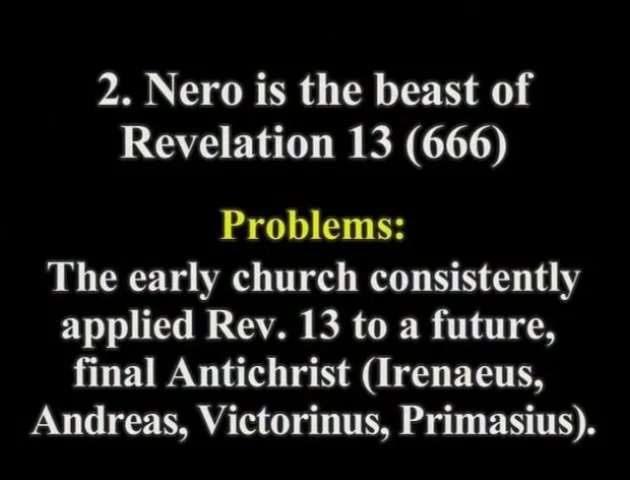 2. Nero is the beast of
Revelation 13 (666)
Problems:
The early church consistently
applied Rev. 13 to a future,
final Antichrist (Irenaeus,
Andreas, Victorinus, Primasius).